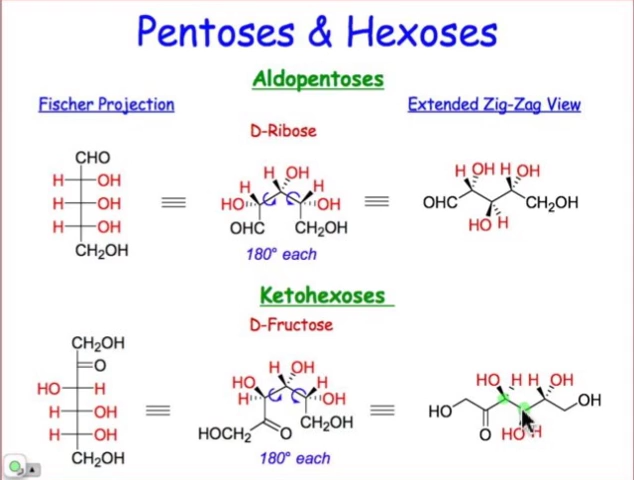 Pentoses & Hexoses
Aldopentoses
Fischer Projection
Extended Zig-Zag View
D-Ribose
CHO
H OH
H OH
H OH
CH₂OH
H OH
H H
HO OH
OHC CH₂OH
180° each
H OH H OH
OHC CH₂OH
HO H
Ketohexoses
D-Fructose
CH₂OH
O
HO H
H OH
H OH
CH₂OH
H OH
HO H
H OH
CH₂OH
HOCH₂ O
180° each
HO H H OH
HO OH
O HO H